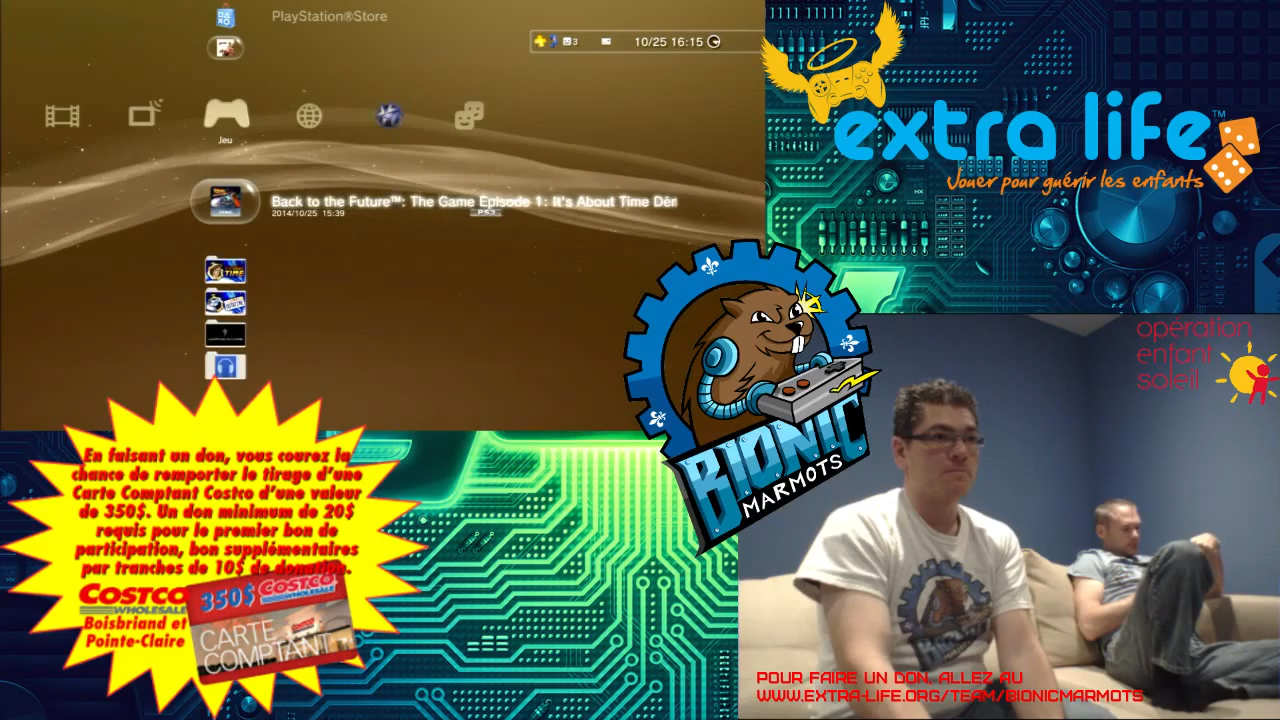 PlayStation®Store
3
10/25 16:15
Jeu
Back to the Future™: The Game Episode 1: It's About Time Dém
2014/10/25 15:39
PS3
extra life™
Jouer pour guérir les enfants
opération
enfant
soleil
BIONIC
MARMOTS
En faisant un don, vous courez la
chance de remporter le tirage d'une
Carte Comptant Costco d'une valeur
de 350$. Un don minimum de 20$
requis pour le premier bon de
participation, bon supplémentaires
par tranches de 10$ de donation.
COSTCO
WHOLESALE
Boisbriand et
Pointe-Claire
350$ COSTCO
CARTE
COMPTANT
BIONIC
MARMOTS
POUR FAIRE UN DON, ALLEZ AU
WWW.EXTRA-LIFE.ORG/TEAM/BIONICMARMOTS